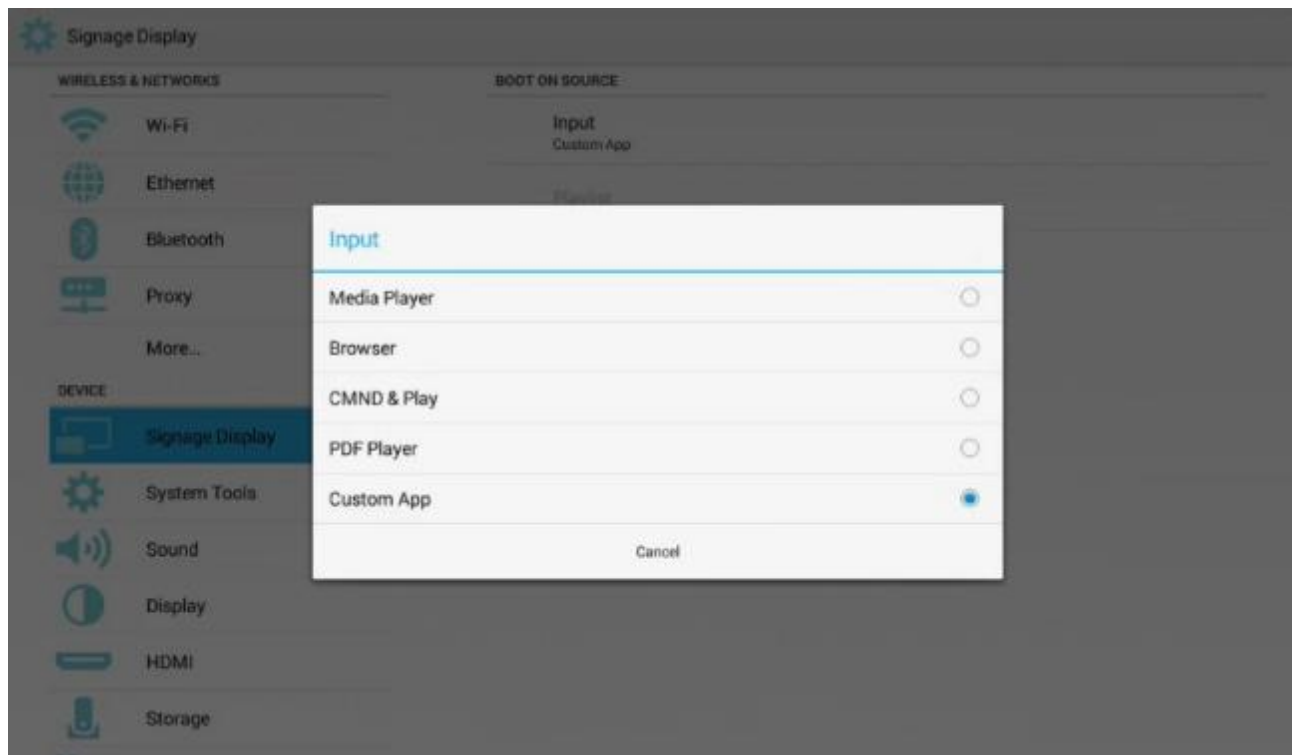 Signage Display
WIRELESS & NETWORKS
Wi-Fi
Ethernet
Bluetooth
Proxy
More...
DEVICE
Signage Display
System Tools
Sound
Display
HDMI
Storage
BOOT ON SOURCE
Input
Custom App
Playlist
Input
Media Player
Browser
CMND & Play
PDF Player
Custom App
Cancel